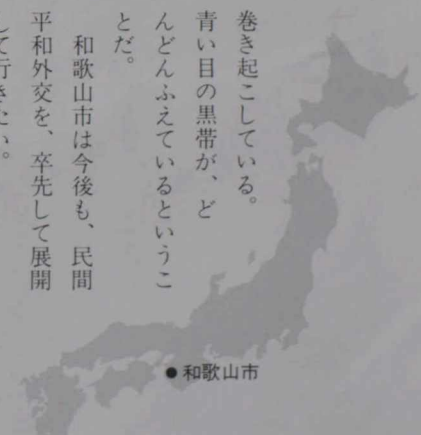 巻き起こしている。
青い目の黒帯が、ど
んどんふえているというこ
とだ。
和歌山市は今後も、民間
平和外交を、卒先して展開
して行きたい。
●和歌山市